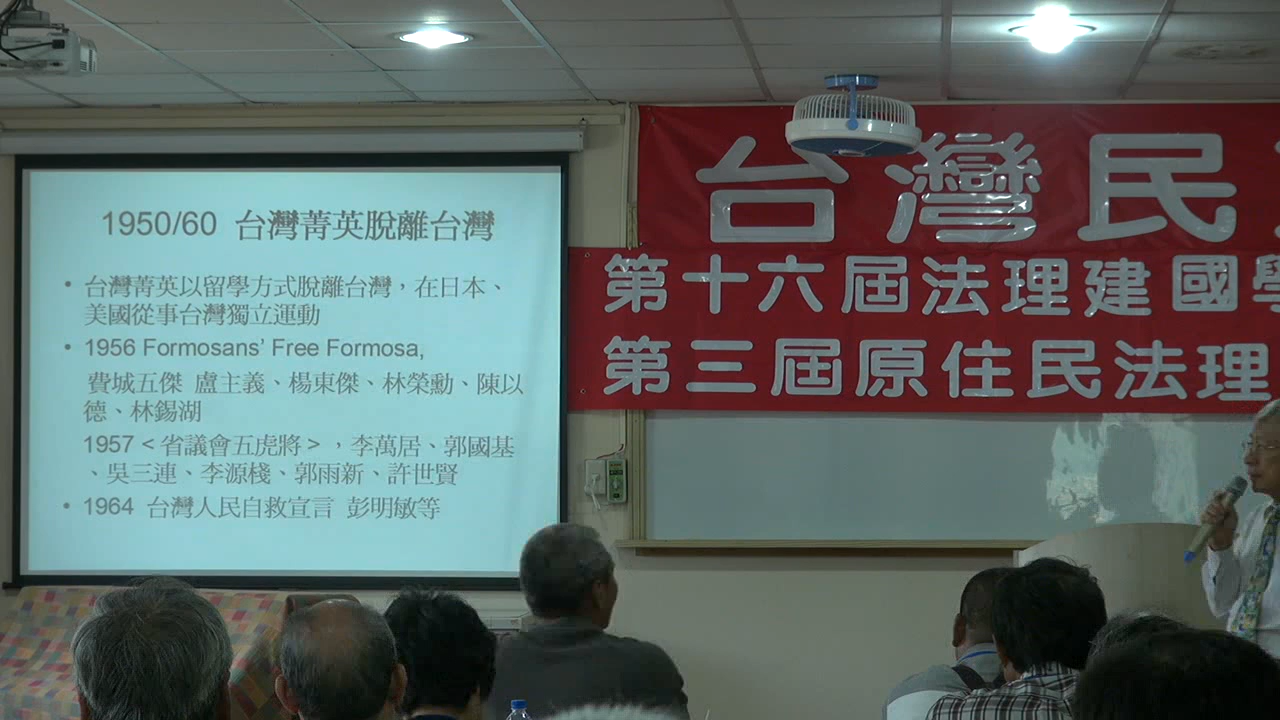 1950/60 台灣菁英脫離台灣
• 台灣菁英以留學方式脫離台灣，在日本、
美國從事台灣獨立運動
• 1956 Formosans’ Free Formosa,
費城五傑 盧主義、楊東傑、林榮勳、陳以
德、林錫湖
1957 < 省議會五虎將 > ，李萬居、郭國基
、吳三連、李源棧、郭雨新、許世賢
• 1964 台灣人民自救宣言 彭明敏等
台灣民
第十六屆法理建國學
第三屆原住民法理